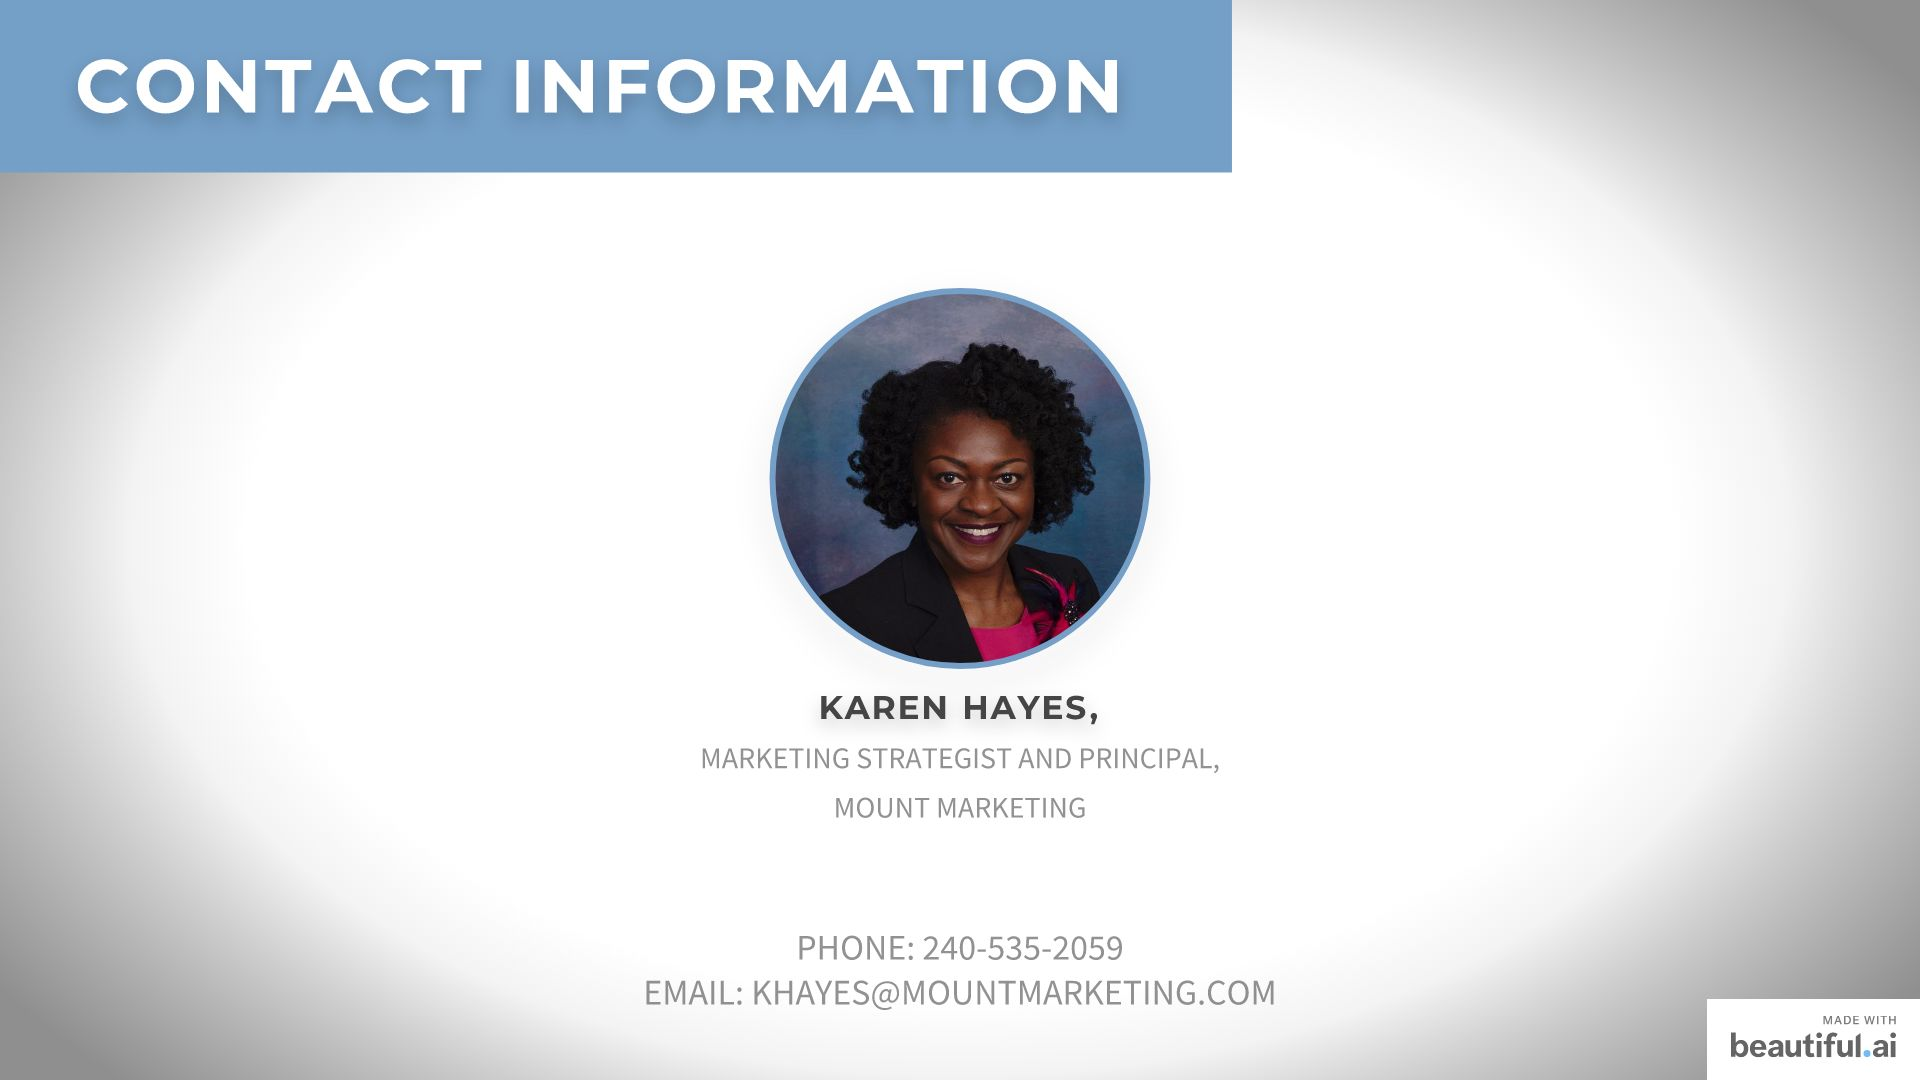 CONTACT INFORMATION
KAREN HAYES,
MARKETING STRATEGIST AND PRINCIPAL,
MOUNT MARKETING
PHONE: 240-535-2059
EMAIL: KHAYES@MOUNTMARKETING.COM
MADE WITH
beautiful.ai